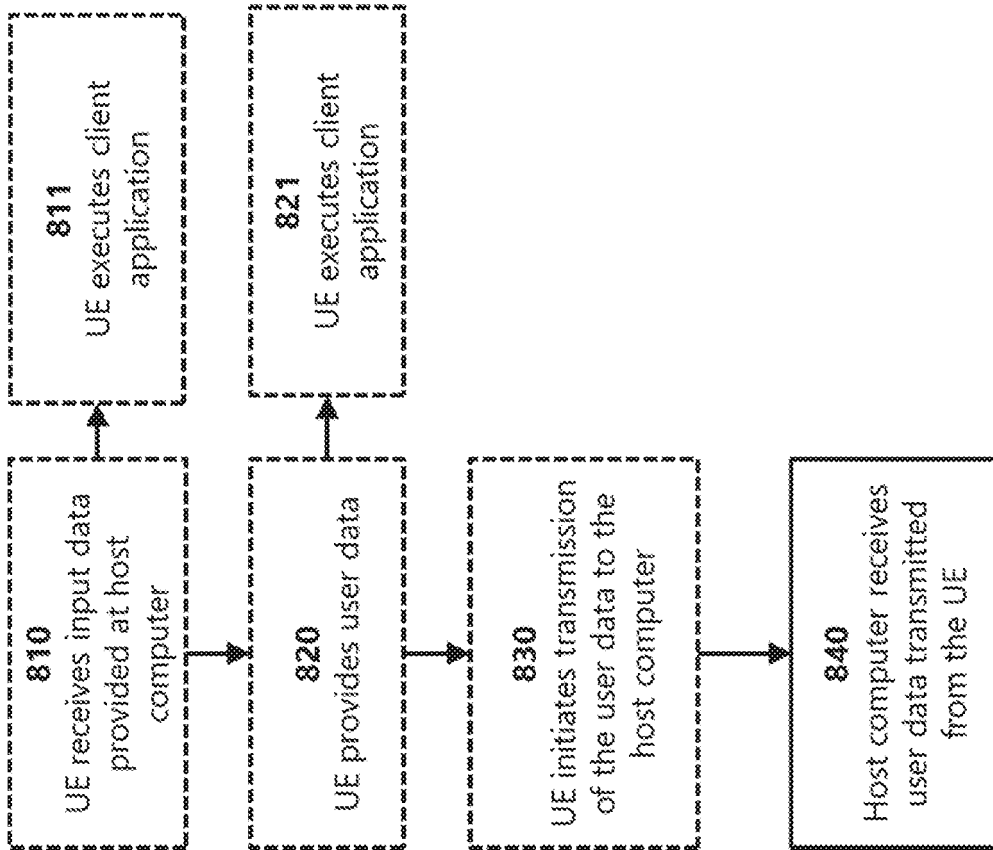 810
UE receives input data
provided at host
computer
811
UE executes client
application
820
UE provides user data
821
UE execute client
application
830
UE initiates transmission
of the user data to the
host computer
840
Host computer receives
user data transmitted
from the UE